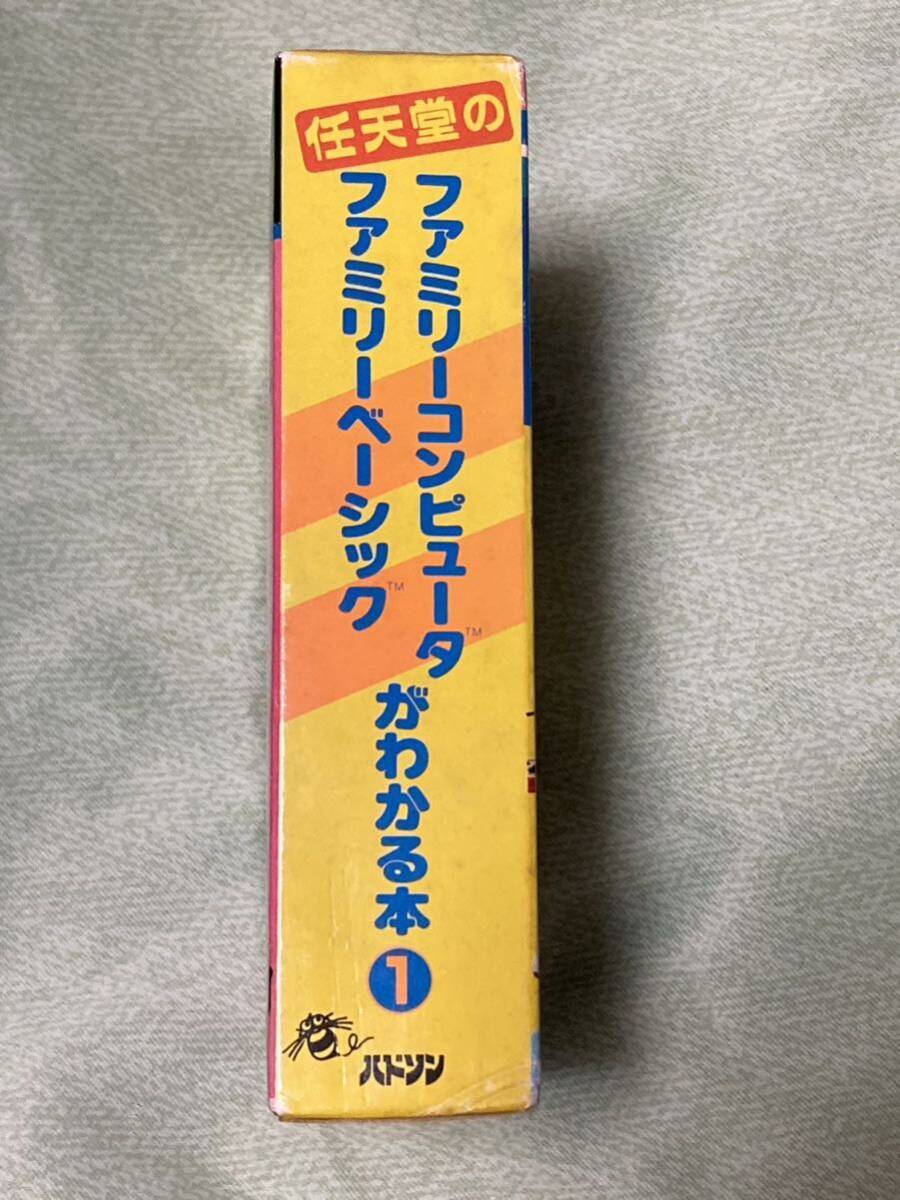 任天堂の
ファミリーコンピュータ™
ファミリーベーシック™
がわかる本
1
ハドソン